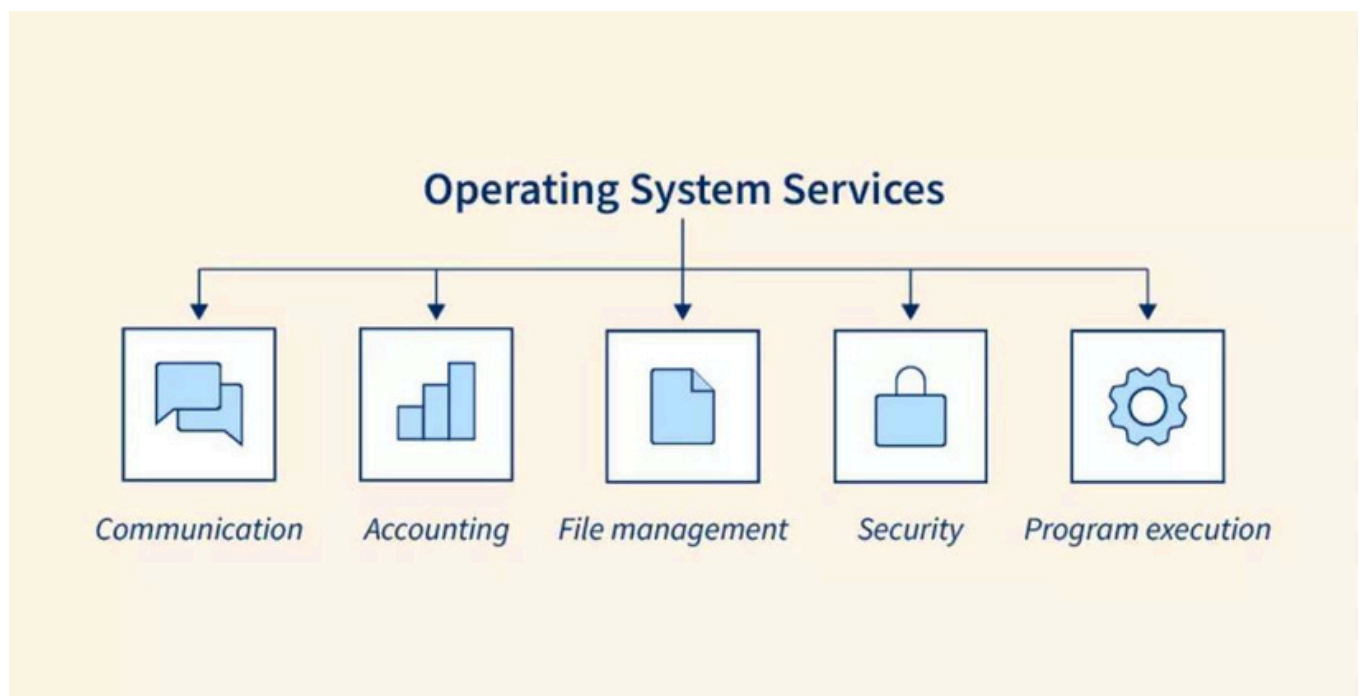 Operating System Services
Communication
Accounting
File management
Security
Program execution